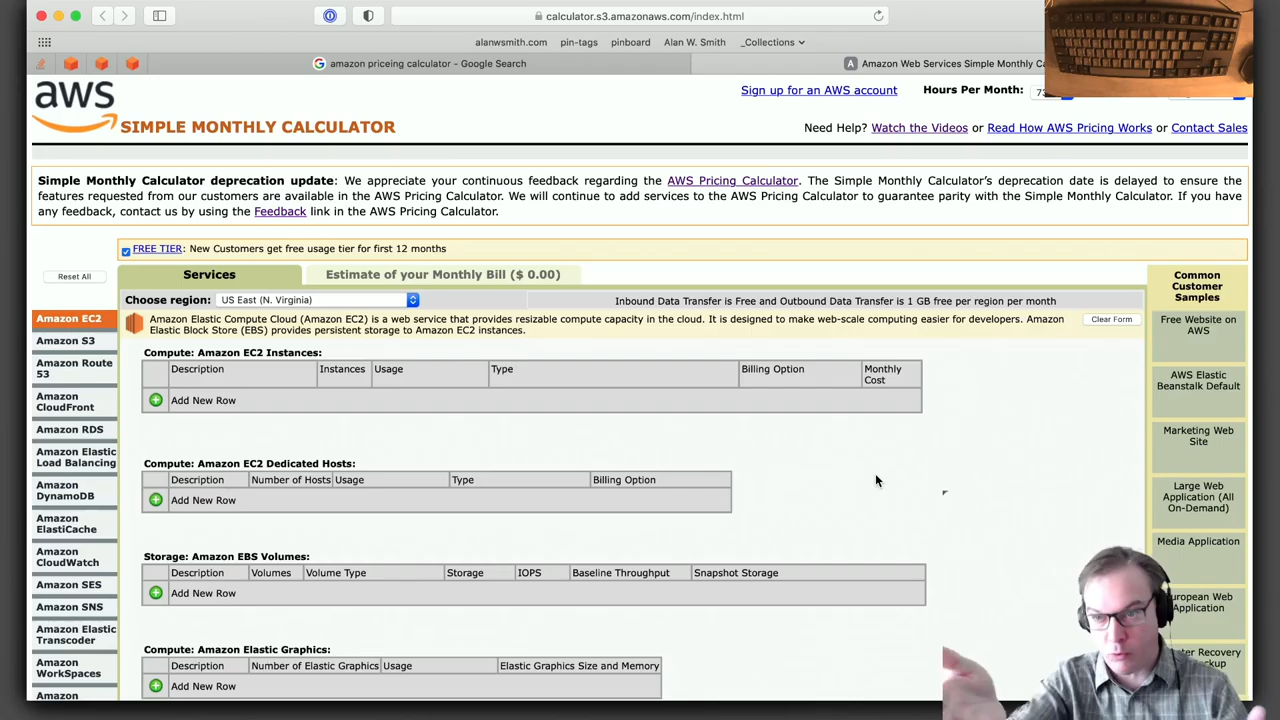 calculator.s3.amazonaws.com/index.html
alanwsmith.com pin-tags pinboard Alan W. Smith _Collections
amazon priceing calculator - Google Search
Amazon Web Services Simple Monthly Ca
aws
SIMPLE MONTHLY CALCULATOR
Sign up for an AWS account Hours Per Month:
Need Help? Watch the Videos or Read How AWS Pricing Works or Contact Sales
Simple Monthly Calculator deprecation update: We appreciate your continuous feedback regarding the AWS Pricing Calculator. The Simple Monthly Calculator's deprecation date is delayed to ensure the
features requested from our customers are available in the AWS Pricing Calculator. We will continue to add services to the AWS Pricing Calculator to guarantee parity with the Simple Monthly Calculator. If you have
any feedback, contact us by using the Feedback link in the AWS Pricing Calculator.
FREE TIER: New Customers get free usage tier for first 12 months
Reset All
Services
Estimate of your Monthly Bill ($ 0.00)
Choose region: US East (N. Virginia)
Inbound Data Transfer is Free and Outbound Data Transfer is 1 GB free per region per month
Amazon Elastic Compute Cloud (Amazon EC2) is a web service that provides resizable compute capacity in the cloud. It is designed to make web-scale computing easier for developers. Amazon
Elastic Block Store (EBS) provides persistent storage to Amazon EC2 instances.
Clear Form
Amazon EC2
Amazon S3
Amazon Route
53
Amazon
CloudFront
Amazon RDS
Amazon Elastic
Load Balancing
Amazon
DynamoDB
Amazon
ElastiCache
Amazon
CloudWatch
Amazon SES
Amazon SNS
Amazon Elastic
Transcoder
Amazon
WorkSpaces
Amazon
Compute: Amazon EC2 Instances:
Description Instances Usage Type Billing Option Monthly
Cost
Add New Row
Compute: Amazon EC2 Dedicated Hosts:
Description Number of Hosts Usage Type Billing Option
Add New Row
Storage: Amazon EBS Volumes:
Description Volumes Volume Type Storage IOPS Baseline Throughput Snapshot Storage
Add New Row
Compute: Amazon Elastic Graphics:
Description Number of Elastic Graphics Usage Elastic Graphics Size and Memory
Add New Row
Common
Customer
Samples
Free Website on
AWS
AWS Elastic
Beanstalk Default
Marketing Web
Site
Large Web
Application (All
On-Demand)
Media Application
uropean Web
Application
ter Recovery
ckup